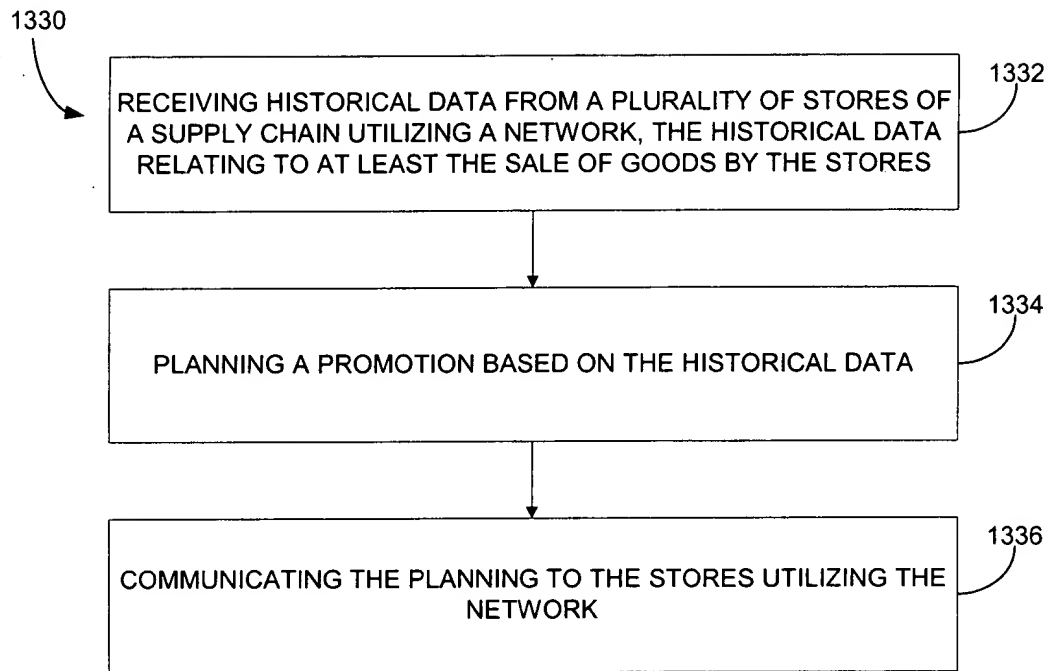 1330
RECEIVING HISTORICAL DATA FROM A PLURALITY OF STORES OF
A SUPPLY CHAIN UTILIZING A NETWORK, THE HISTORICAL DATA
RELATING TO AT LEAST THE SALE OF GOODS BY THE STORES
1332
PLANNING A PROMOTION BASED ON THE HISTORICAL DATA
1334
COMMUNICATING THE PLANNING TO THE STORES UTILIZING THE
NETWORK
1336